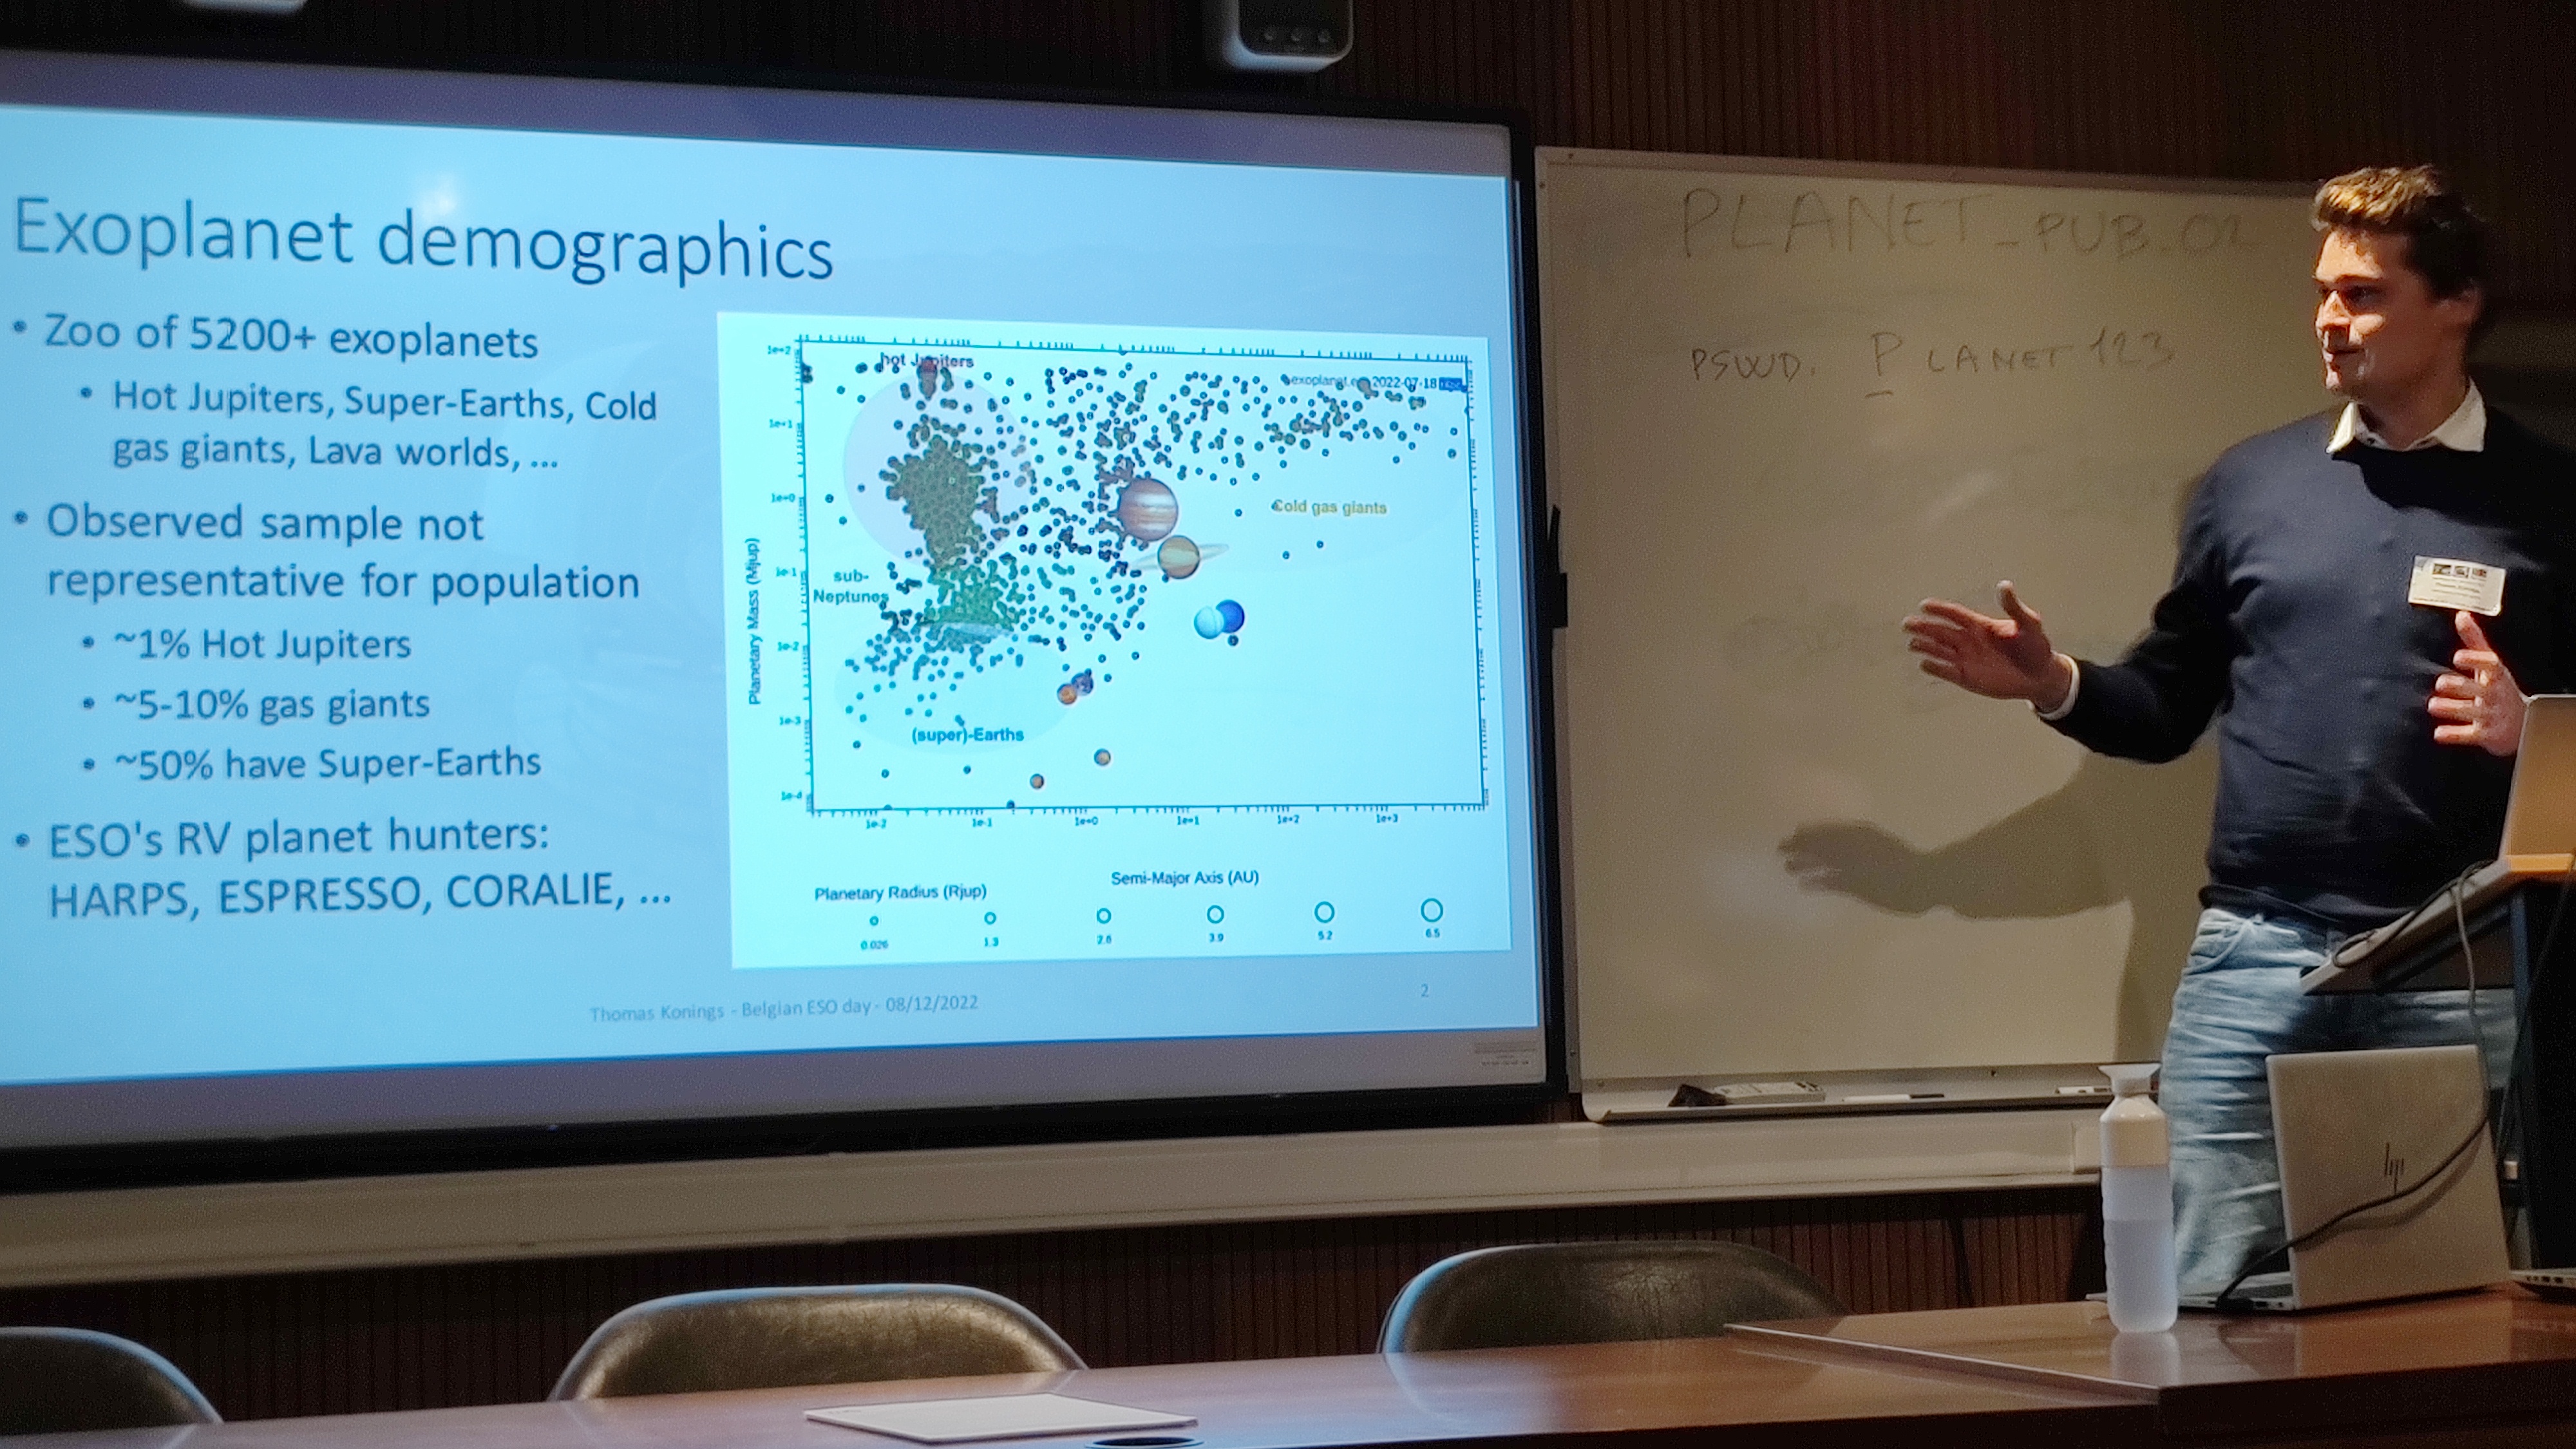 Exoplanet demographics
• Zoo of 5200+ exoplanets
• Hot Jupiters, Super-Earths, Cold
gas giants, Lava worlds, ...
• Observed sample not
representative for population
• ~1% Hot Jupiters
• ~5-10% gas giants
• ~50% have Super-Earths
• ESO's RV planet hunters:
HARPS, ESPRESSO, CORALIE, ...
hot Jupiters
2022-07-18
Cold gas giants
sub-
Neptunes
(super)-Earths
Planetary Mass (Mjup)
1e+2
1e+1
1e+0
1e-1
1e-2
1e-3
1e-4
1e-2 1e-1 1e+0 1e+1 1e+2 1e+3
Semi-Major Axis (AU)
Planetary Radius (Rjup)
0.026 1.3 2.6 3.9 5.2 6.5
Thomas Konings - Belgian ESO day - 08/12/2022
2
PLANET_PUB_02
PSWD. PLANET123
hp